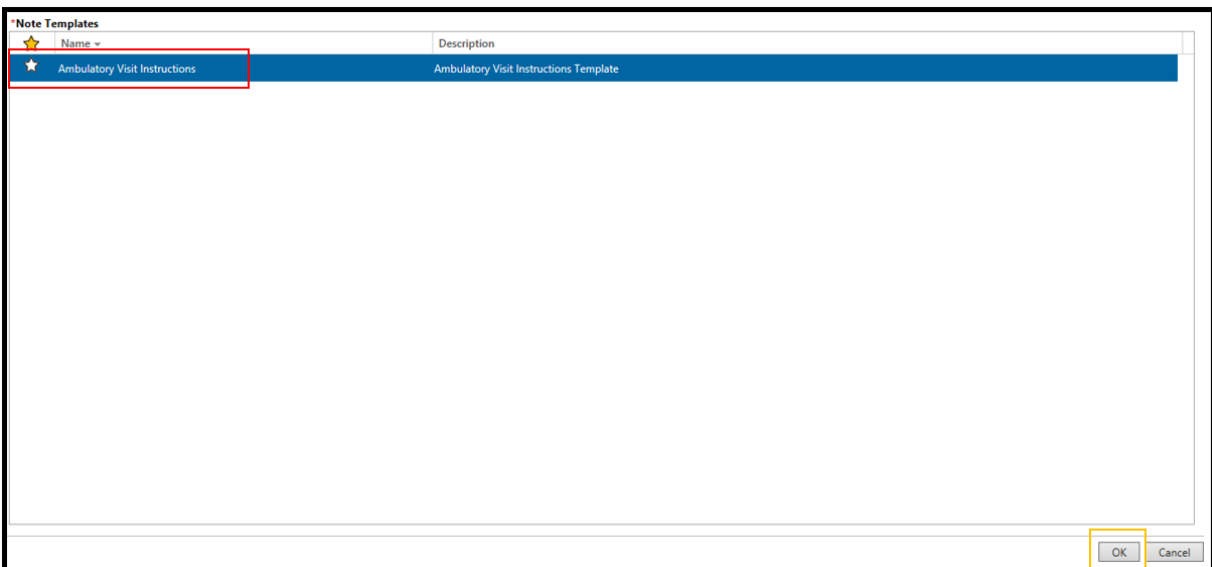 *Note Templates
Name Description
Ambulatory Visit Instructions Ambulatory Visit Instructions Template
OK Cancel